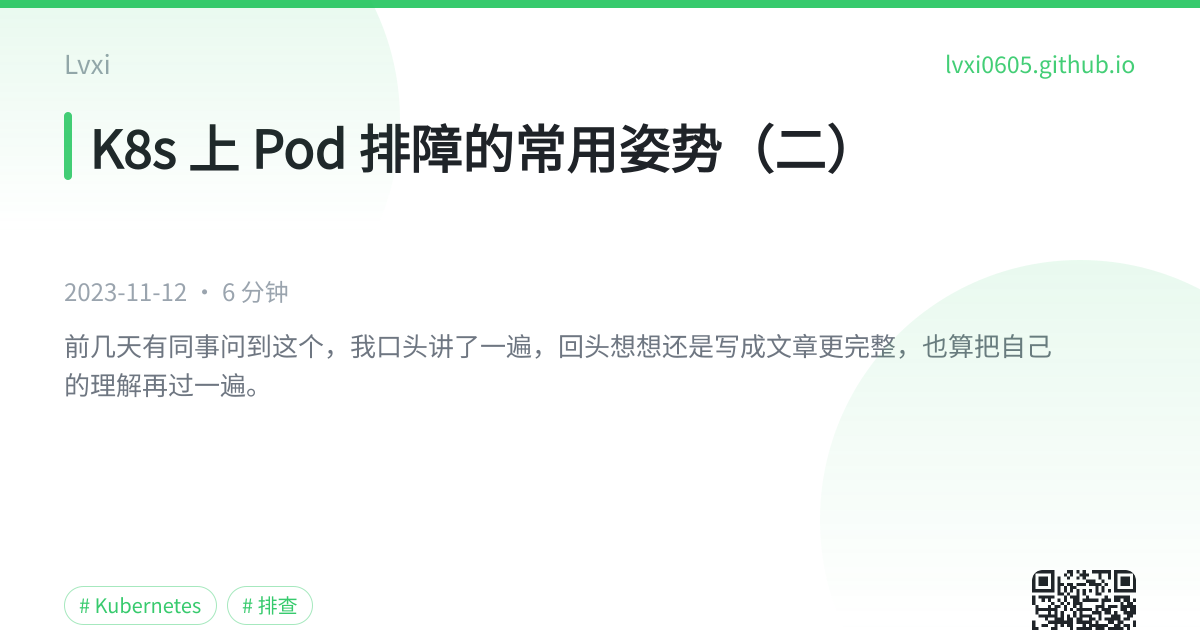 Lvxi
lvxi0605.github.io
K8s 上 Pod 排障的常用姿势（二）
2023-11-12 · 6 分钟
前几天有同事问到这个，我口头讲了一遍，回头想想还是写成文章更完整，也算把自己
的理解再过一遍。
# Kubernetes
# 排查